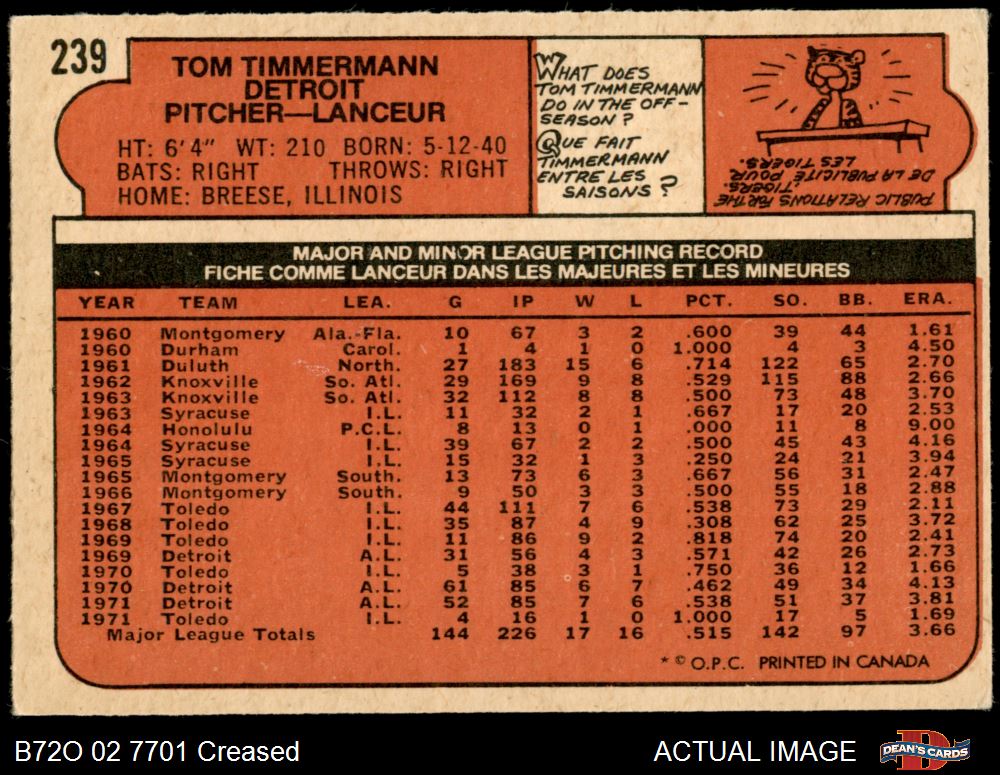 239
TOM TIMMERMANN
DETROIT
PITCHER—LANCEUR
HT: 6'4" WT: 210 BORN: 5-12-40
BATS: RIGHT THROWS: RIGHT
HOME: BREESE, ILLINOIS
WHAT DOES
TOM TIMMERMANN
DO IN THE OFF-
SEASON?
QUE FAIT
TIMMERMANN
ENTRE LES
SAISONS?
PUBLIC RELATIONS FOR THE
TIGERS.
DE LA PUBLICITÉ POUR
LES TIGERS.
MAJOR AND MINOR LEAGUE PITCHING RECORD
FICHE COMME LANCEUR DANS LES MAJEURES ET LES MINEURES
YEAR TEAM LEA. G IP W L PCT. SO. BB. ERA.
1960 Montgomery Ala.-Fla. 10 67 3 2 .600 39 44 1.61
1960 Durham Carol. 1 4 1 0 1.000 4 3 4.50
1961 Duluth North. 27 183 15 6 .714 122 65 2.70
1962 Knoxville So. Atl. 29 169 9 8 .529 115 88 2.66
1963 Knoxville So. Atl. 32 112 8 8 .500 73 48 3.70
1963 Syracuse I.L. 11 32 2 1 .667 17 20 2.53
1964 Honolulu P.C.L. 8 13 0 1 .000 11 8 9.00
1964 Syracuse I.L. 39 67 2 2 .500 45 43 4.16
1965 Syracuse I.L. 15 32 1 3 .250 24 21 3.94
1965 Montgomery South. 13 73 6 3 .667 56 31 2.47
1966 Montgomery South. 9 50 3 3 .500 55 18 2.88
1967 Toledo I.L. 44 111 7 6 .538 73 29 2.11
1968 Toledo I.L. 35 87 4 9 .308 62 25 3.72
1969 Toledo I.L. 11 86 9 2 .818 74 20 2.41
1969 Detroit A.L. 31 56 4 3 .571 42 26 2.73
1970 Toledo I.L. 5 38 3 1 .750 36 12 1.66
1970 Detroit A.L. 61 85 6 7 .462 49 34 4.13
1971 Detroit A.L. 52 85 7 6 .538 51 37 3.81
1971 Toledo I.L. 4 16 1 0 1.000 17 5 1.69
Major League Totals 144 226 17 16 .515 142 97 3.66
* © O.P.C. PRINTED IN CANADA
B72O 02 7701 Creased
ACTUAL IMAGE
D
DEAN'S CARDS